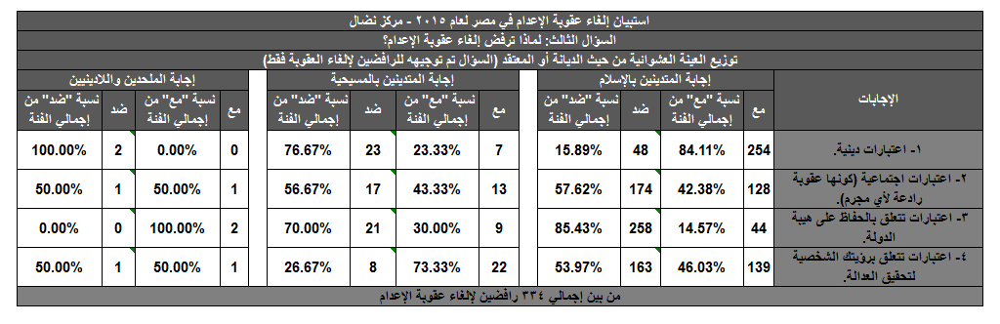 استبيان إلغاء عقوبة الإعدام في مصر لعام ٢٠١٥ - مركز نضال
السؤال الثالث: لماذا ترفض إلغاء عقوبة الإعدام؟
توزيع العينة العشوائية من حيث الديانة أو المعتقد (السؤال تم توجيهه للرافضين لإلغاء العقوبة فقط)
الإجابات
إجابة المتدينين بالإسلام
إجابة المتدينين بالمسيحية
إجابة الملحدين واللادينيين
مع
نسبة "مع" من
إجمالي الفئة
ضد
نسبة "ضد" من
إجمالي الفئة
مع
نسبة "مع" من
إجمالي الفئة
ضد
نسبة "ضد" من
إجمالي الفئة
مع
نسبة "مع" من
إجمالي الفئة
ضد
نسبة "ضد" من
إجمالي الفئة
١- اعتبارات دينية.
254 84.11% 48 15.89% 7 23.33% 23 76.67% 0 0.00% 2 100.00%
٢- اعتبارات اجتماعية (كونها عقوبة
رادعة لأي مجرم).
128 42.38% 174 57.62% 13 43.33% 17 56.67% 1 50.00% 1 50.00%
٣- اعتبارات تتعلق بالحفاظ على هيبة
الدولة.
44 14.57% 258 85.43% 9 30.00% 21 70.00% 2 100.00% 0 0.00%
٤- اعتبارات تتعلق برؤيتك الشخصية
لتحقيق العدالة.
139 46.03% 163 53.97% 22 73.33% 8 26.67% 1 50.00% 1 50.00%
من بين إجمالي ٣٣٤ رافضين لإلغاء عقوبة الإعدام